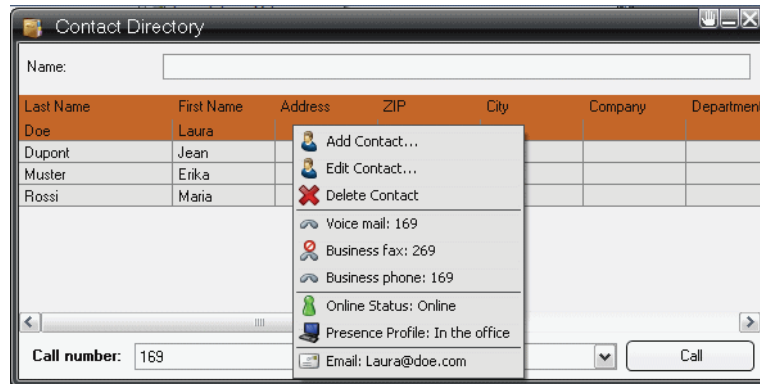 Contact Directory
Name:
Last Name First Name Address ZIP City Company Department
Doe Laura
Dupont Jean
Muster Erika
Rossi Maria
Add Contact...
Edit Contact...
Delete Contact
Voice mail: 169
Business fax: 269
Business phone: 169
Online Status: Online
Presence Profile: In the office
Email: Laura@doe.com
Call number: 169 Call